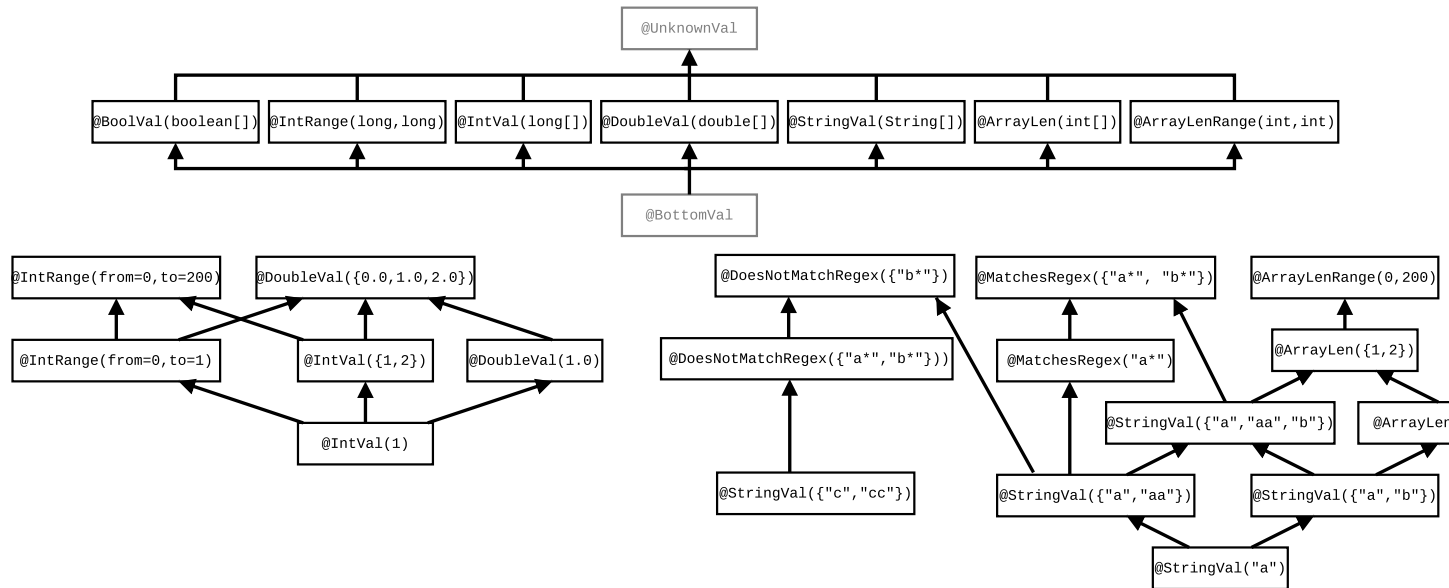 @UnknownVal
@BoolVal(boolean[]) @IntRange(long,long) @IntVal(long[]) @DoubleVal(double[]) @StringVal(String[]) @ArrayLen(int[]) @ArrayLenRange(int,int)
@BottomVal
@IntRange(from=0,to=200) @DoubleVal({0.0,1.0,2.0}) @DoesNotMatchRegex({"b*"}) @MatchesRegex({"a*", "b*"}) @ArrayLenRange(0,200)
@IntRange(from=0,to=1) @IntVal({1,2}) @DoubleVal(1.0) @DoesNotMatchRegex({"a*","b*"})) @MatchesRegex("a*") @ArrayLen({1,2})
@IntVal(1) @StringVal({"a","aa","b"}) @ArrayLen
@StringVal({"c","cc"}) @StringVal({"a","aa"}) @StringVal({"a","b"})
@StringVal("a")